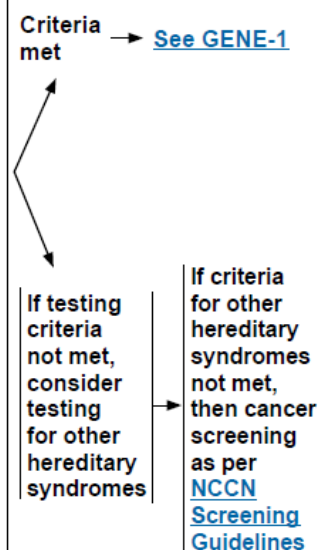 Criteria
met
See GENE-1
If testing
criteria
not met,
consider
testing
for other
hereditary
syndromes
If criteria
for other
hereditary
syndromes
not met,
then cancer
screening
as per
NCCN
Screening
Guidelines